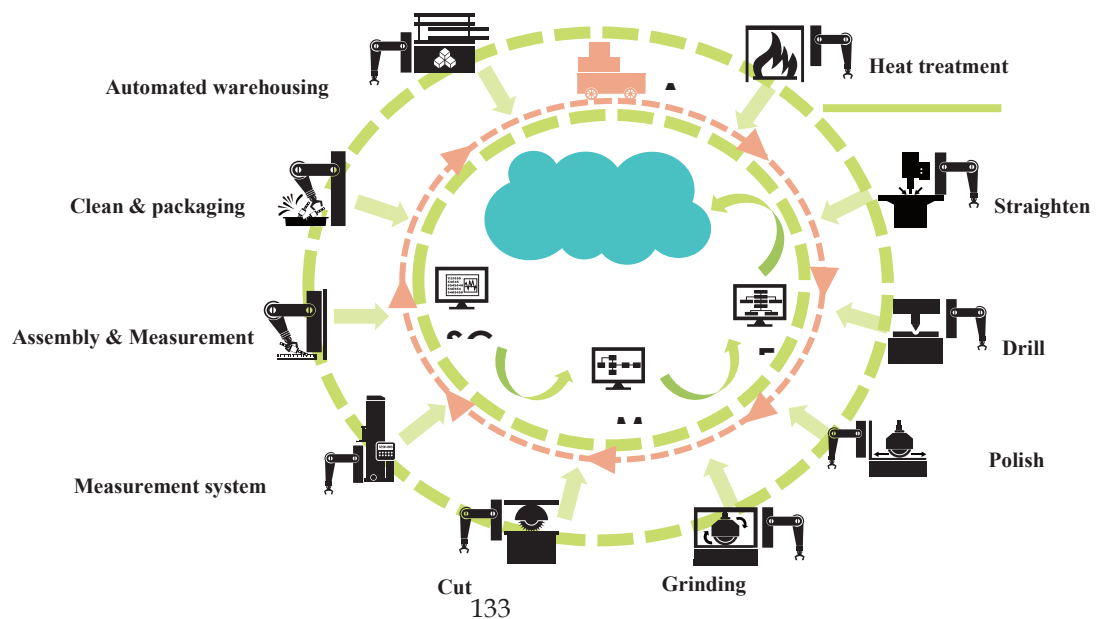 Automated warehousing
Heat treatment
Clean & packaging
Straighten
Assembly & Measurement
Drill
Measurement system
Polish
Cut
Grinding
133